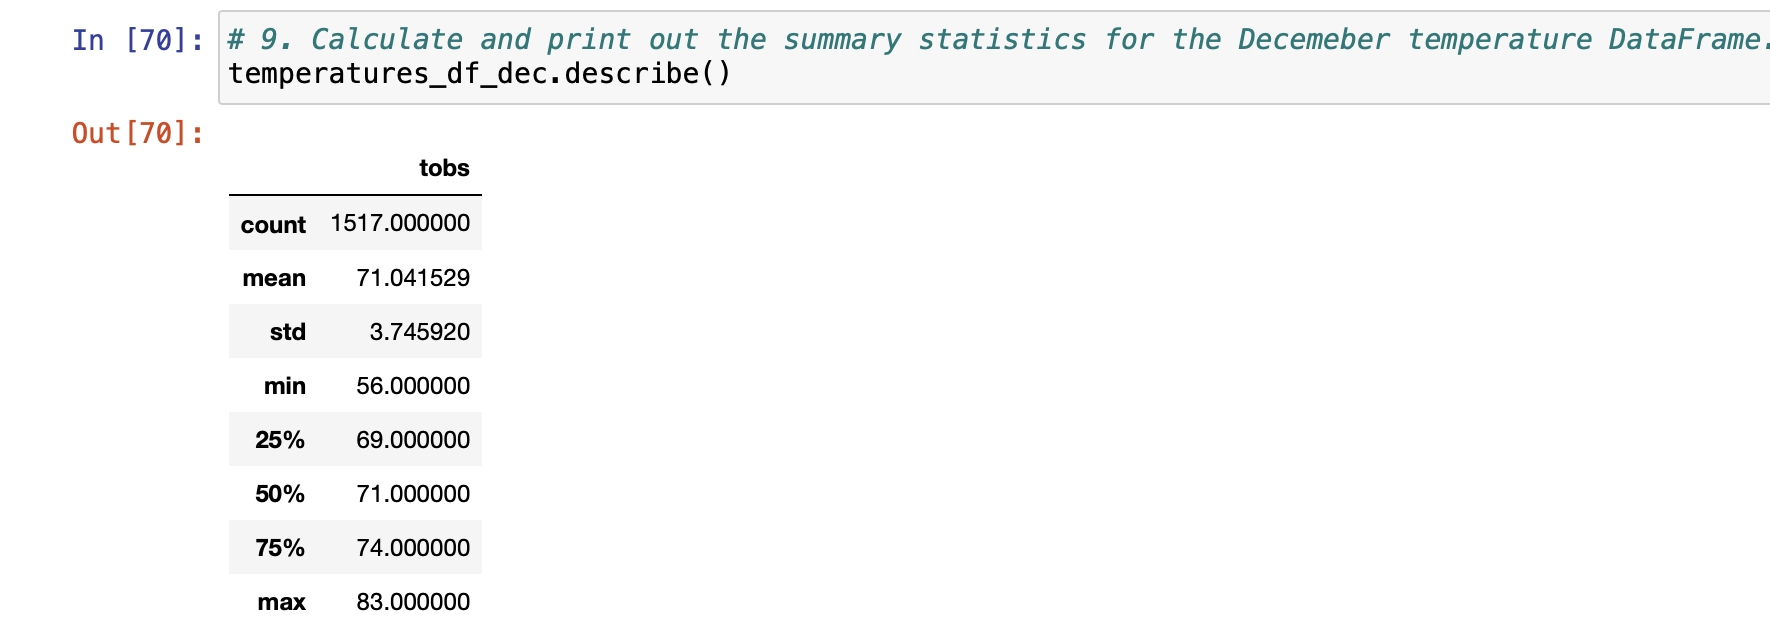 In [70]: # 9. Calculate and print out the summary statistics for the Decemeber temperature DataFrame.
temperatures_df_dec.describe()
Out[70]:
tobs
count 1517.000000
mean 71.041529
std 3.745920
min 56.000000
25% 69.000000
50% 71.000000
75% 74.000000
max 83.000000